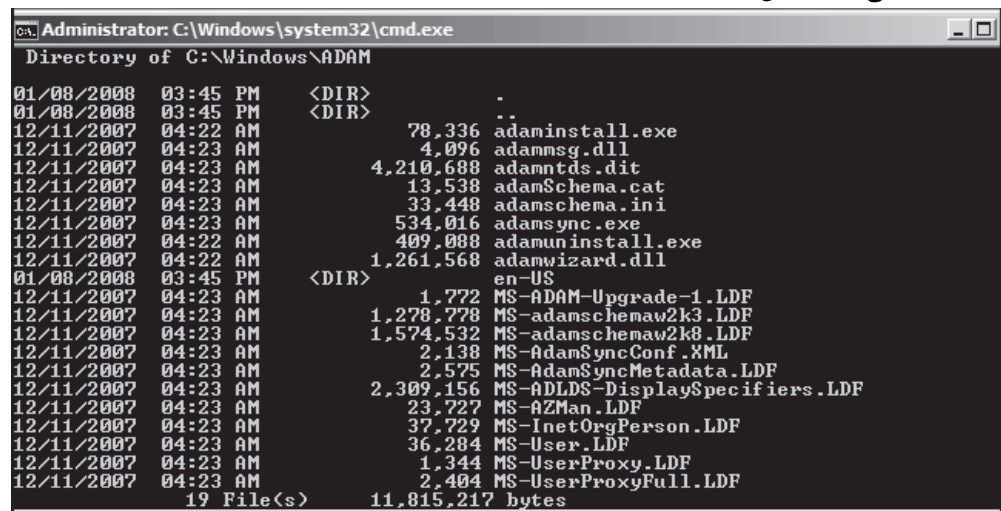 Administrator: C:\Windows\system32\cmd.exe
Directory of C:\Windows\ADAM
01/08/2008 03:45 PM <DIR> .
01/08/2008 03:45 PM <DIR> ..
12/11/2007 04:22 AM 78,336 adaminstall.exe
12/11/2007 04:23 AM 4,096 adammsg.dll
12/11/2007 04:23 AM 4,210,688 adamntds.dit
12/11/2007 04:23 AM 13,538 adamSchema.cat
12/11/2007 04:23 AM 33,448 adamschema.ini
12/11/2007 04:23 AM 534,016 adamsync.exe
12/11/2007 04:22 AM 409,088 adamuninstall.exe
12/11/2007 04:22 AM 1,261,568 adamwizard.dll
01/08/2008 03:45 PM <DIR> en-US
12/11/2007 04:23 AM 1,772 MS-ADAM-Upgrade-1.LDF
12/11/2007 04:23 AM 1,278,778 MS-adamschemaw2k3.LDF
12/11/2007 04:23 AM 1,574,532 MS-adamschemaw2k8.LDF
12/11/2007 04:23 AM 2,138 MS-AdamSyncConf.XML
12/11/2007 04:23 AM 2,575 MS-AdamSyncMetadata.LDF
12/11/2007 04:23 AM 2,309,156 MS-ADLDS-DisplaySpecifiers.LDF
12/11/2007 04:23 AM 23,727 MS-AZMan.LDF
12/11/2007 04:23 AM 37,729 MS-InetOrgPerson.LDF
12/11/2007 04:23 AM 36,284 MS-User.LDF
12/11/2007 04:23 AM 1,344 MS-UserProxy.LDF
12/11/2007 04:23 AM 2,404 MS-UserProxyFull.LDF
19 File(s) 11,815,217 bytes